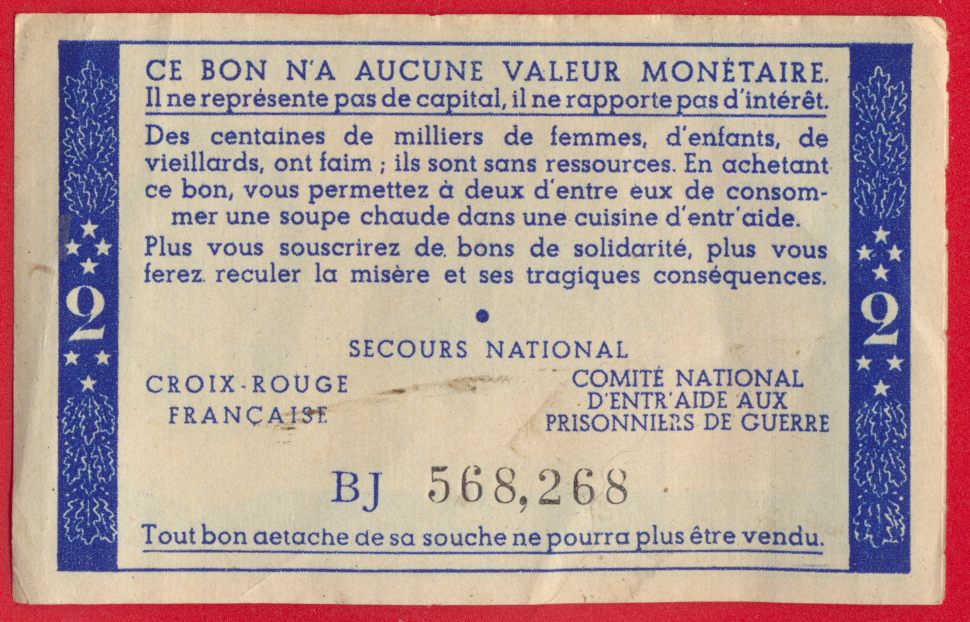 CE BON N'A AUCUNE VALEUR MONÉTAIRE.
Il ne représente pas de capital, il ne rapporte pas d'intérêt.
Des centaines de milliers de femmes, d'enfants, de
vieillards, ont faim ; ils sont sans ressources. En achetant
ce bon, vous permettez à deux d'entre eux de consom-
mer une soupe chaude dans une cuisine d'entr'aide.
Plus vous souscrirez de bons de solidarité, plus vous
ferez reculer la misère et ses tragiques conséquences.
2 2
SECOURS NATIONAL
CROIX-ROUGE
FRANÇAISE
COMITÉ NATIONAL
D'ENTR'AIDE AUX
PRISONNIERS DE GUERRE
BJ 568,268
Tout bon aetache de sa souche ne pourra plus être vendu.